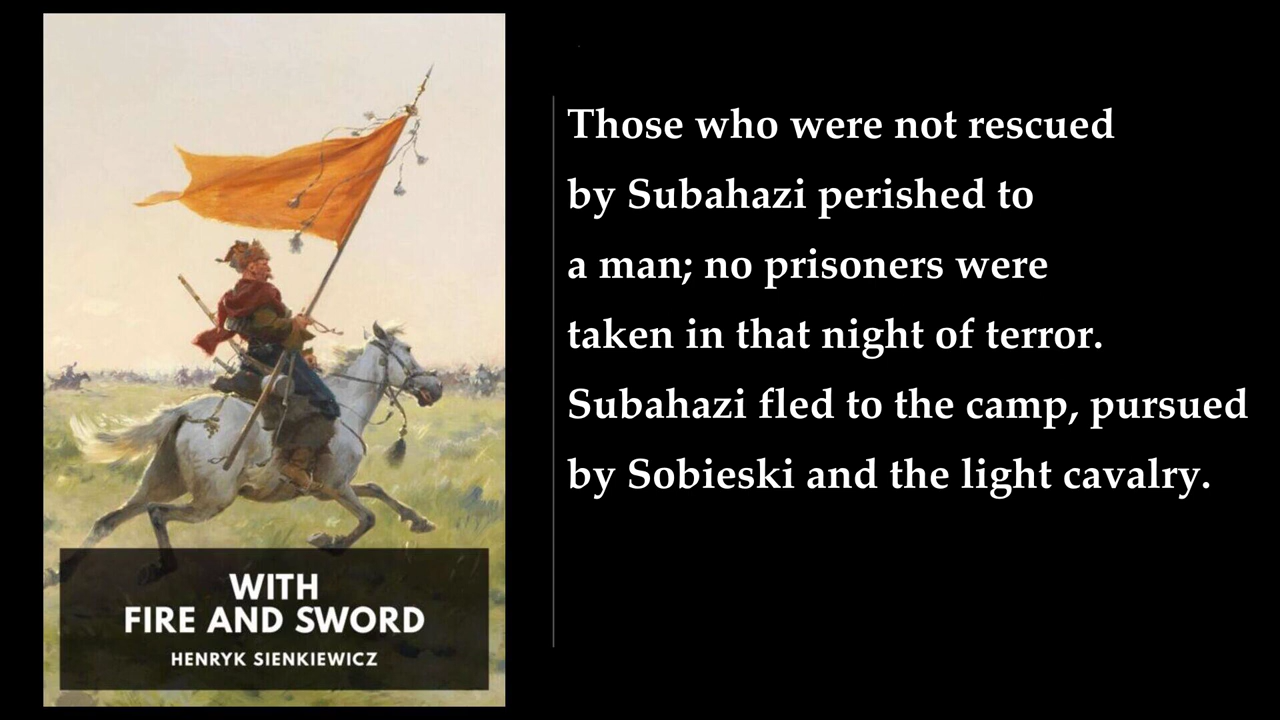 WITH
FIRE AND SWORD
HENRYK SIENKIEWICZ
Those who were not rescued
by Subahazi perished to
a man; no prisoners were
taken in that night of terror.
Subahazi fled to the camp, pursued
by Sobieski and the light cavalry.